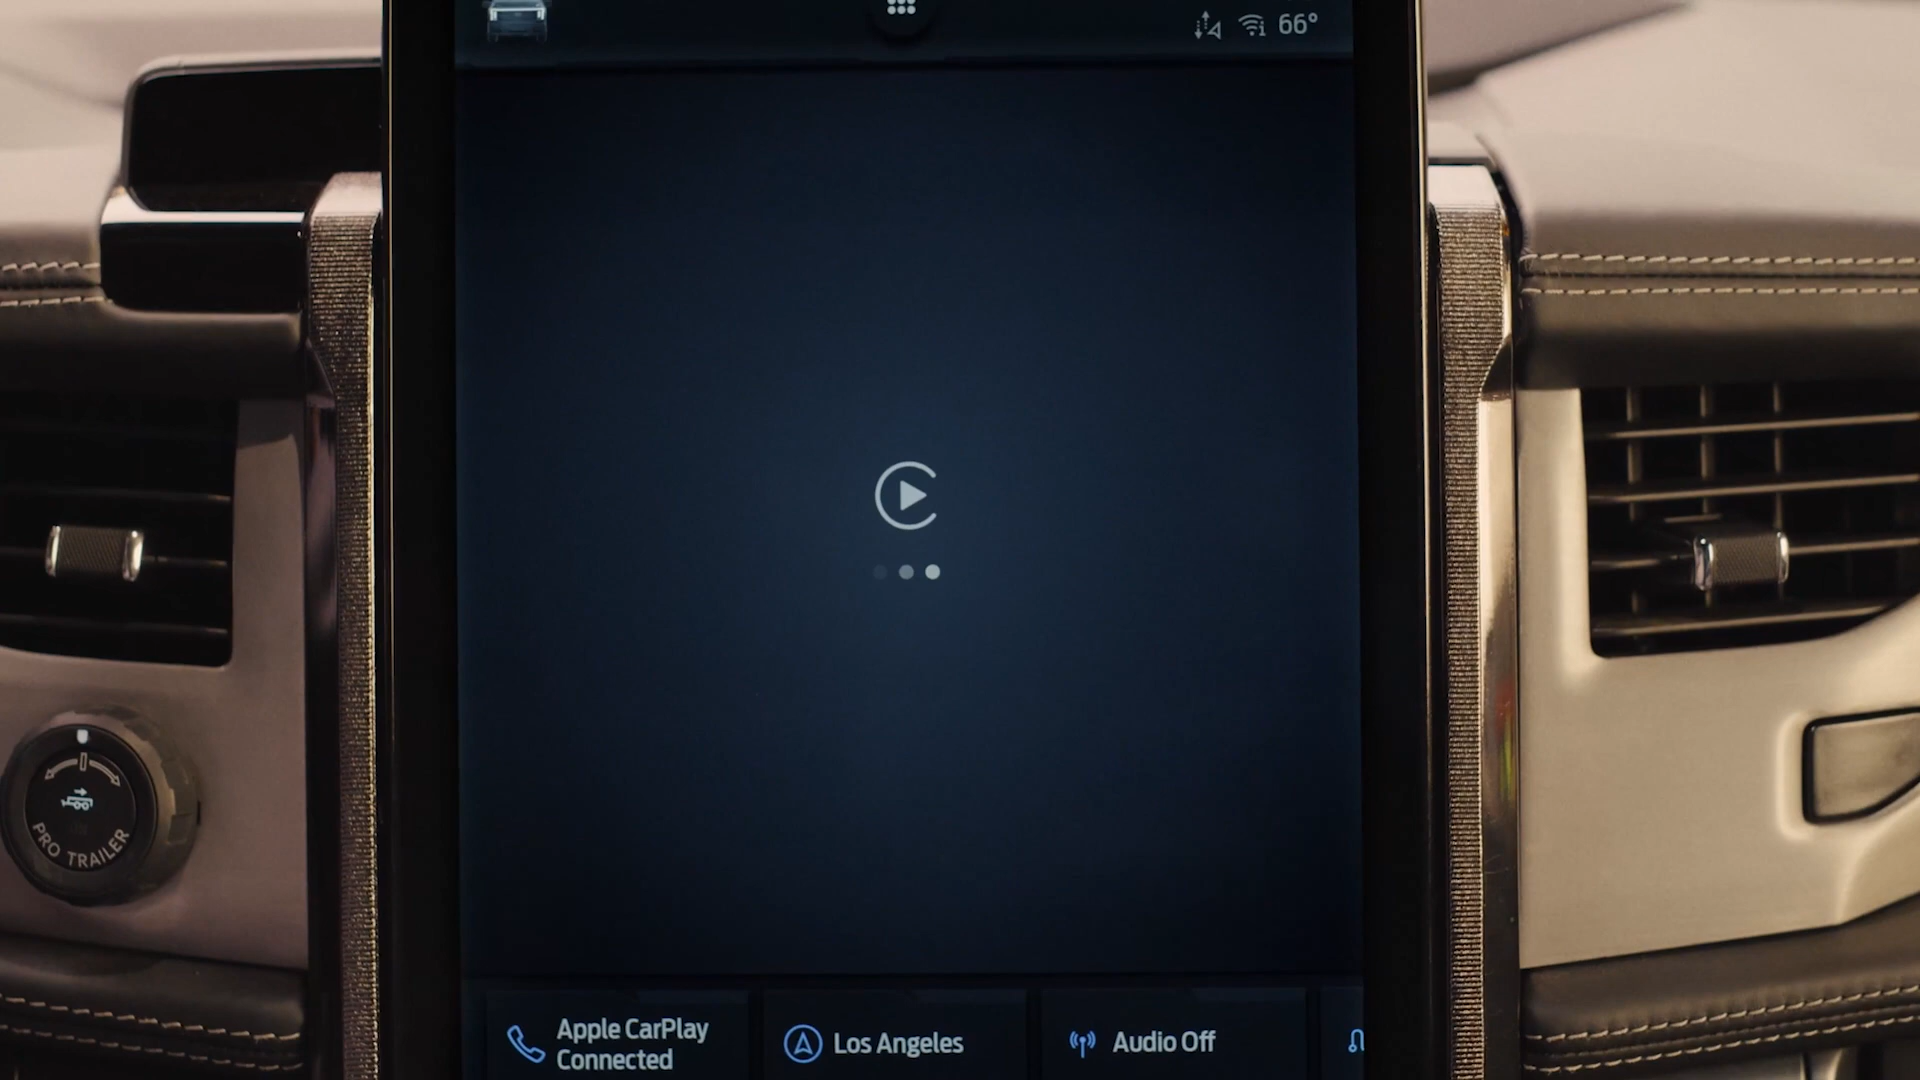 66°
PRO TRAILER
Apple CarPlay
Connected
Los Angeles
Audio Off